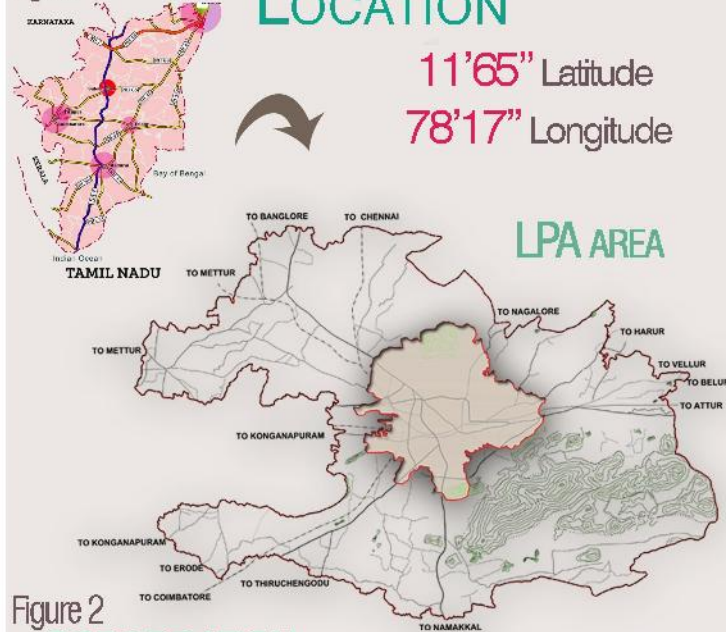 LOCATION
KARNATAKA
11’65” Latitude
78’17” Longitude
KERALA
Bay of Bengal
Indian Ocean
TAMIL NADU
LPA AREA
TO BANGLORE
TO CHENNAI
TO METTUR
TO NAGALORE
TO HARUR
TO METTUR
TO VELLUR
TO BELUR
TO ATTUR
TO KONGANAPURAM
TO KONGANAPURAM
TO ERODE
TO THIRUCHENGODU
TO COIMBATORE
TO NAMAKKAL
Figure 2